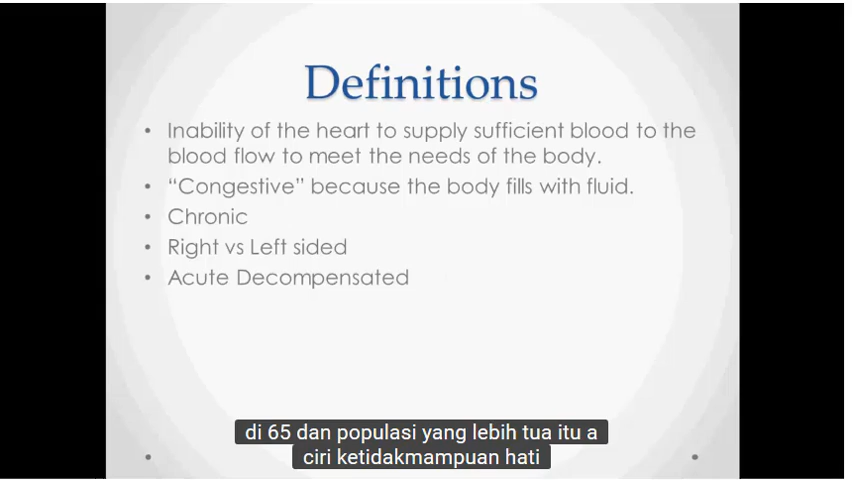 Definitions
• Inability of the heart to supply sufficient blood to the
blood flow to meet the needs of the body.
• “Congestive” because the body fills with fluid.
• Chronic
• Right vs Left sided
• Acute Decompensated
di 65 dan populasi yang lebih tua itu a
ciri ketidakmampuan hati